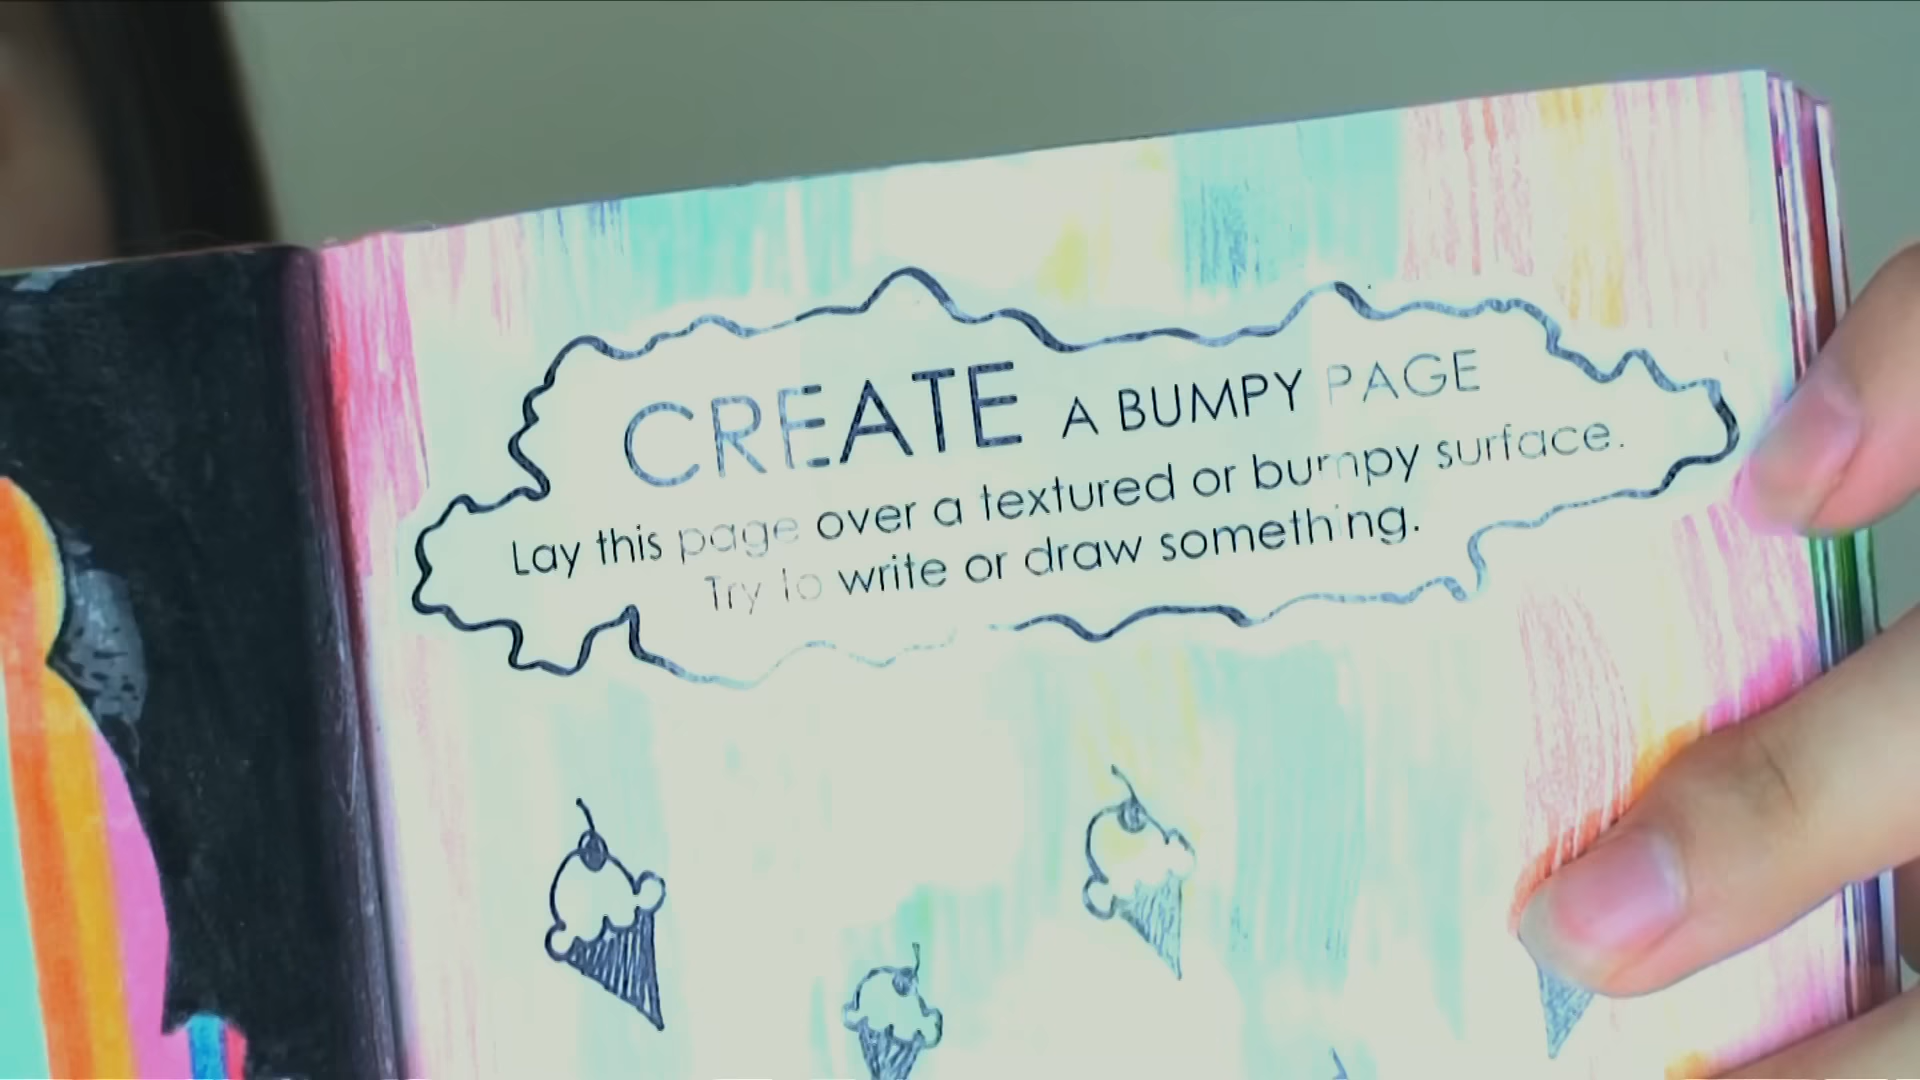 CREATE A BUMPY PAGE
Lay this page over a textured or bumpy surface.
Try to write or draw something.